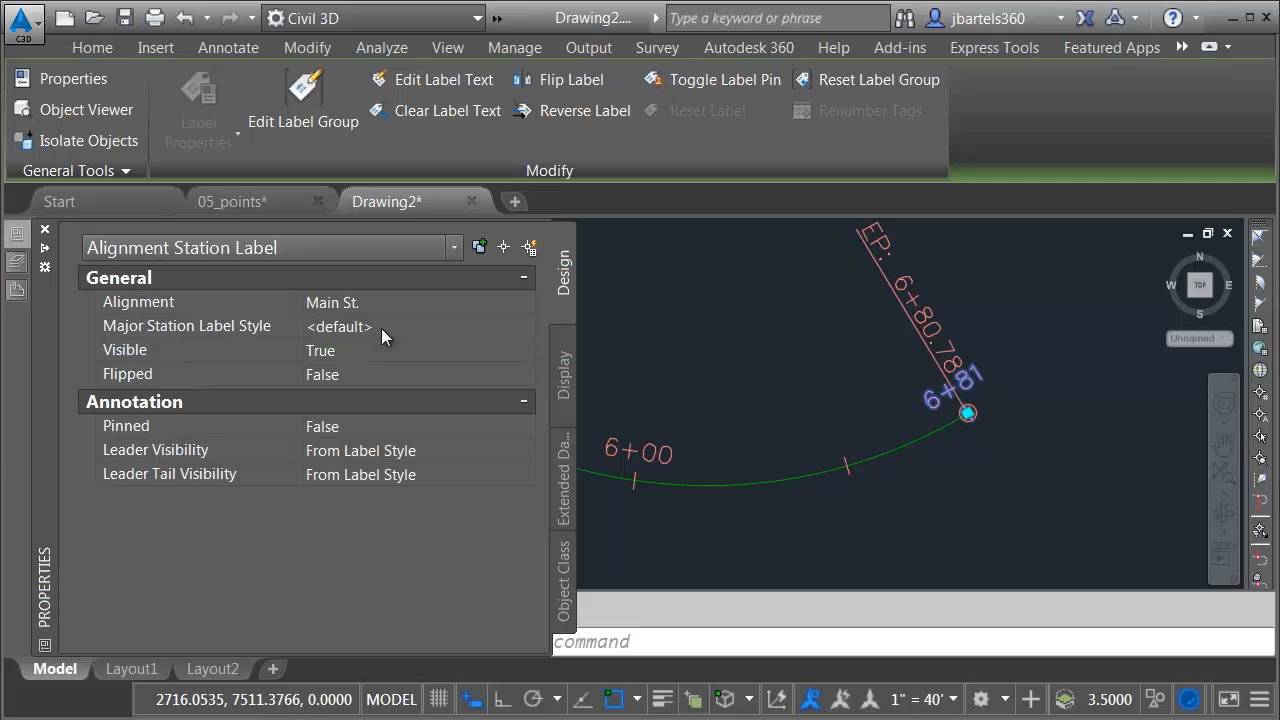 C3D
Civil 3D
Drawing2....
Type a keyword or phrase
jbartels360
Home
Insert
Annotate
Modify
Analyze
View
Manage
Output
Survey
Autodesk 360
Help
Add-ins
Express Tools
Featured Apps
Properties
Object Viewer
Isolate Objects
General Tools
Label Properties
Edit Label Group
Edit Label Text
Clear Label Text
Flip Label
Reverse Label
Toggle Label Pin
Reset Label
Reset Label Group
Renumber Tags
Modify
Start
05_points*
Drawing2*
Alignment Station Label
General
Alignment Main St.
Major Station Label Style <default>
Visible True
Flipped False
Annotation
Pinned False
Leader Visibility From Label Style
Leader Tail Visibility From Label Style
Design
Display
Extended Da...
Object Class
PROPERTIES
EP: 6+80.78
6+81
6+00
N
W
TOP
E
S
Unnamed
command
Model
Layout1
Layout2
2716.0535, 7511.3766, 0.0000
MODEL
1" = 40'
3.5000